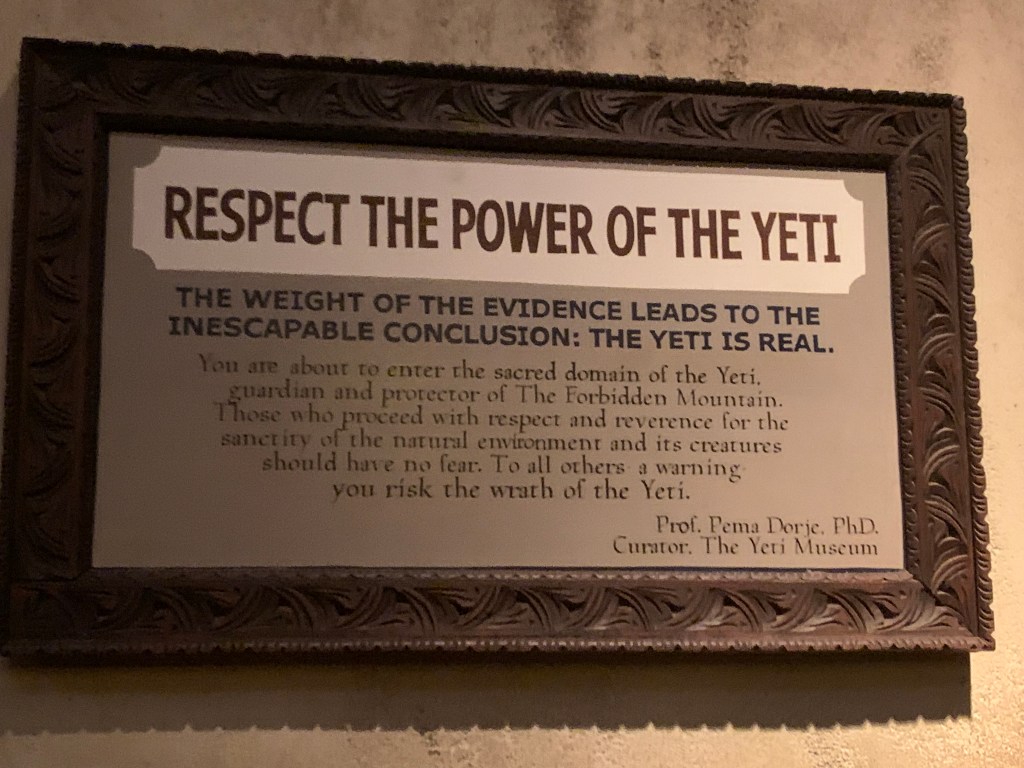 RESPECT THE POWER OF THE YETI
THE WEIGHT OF THE EVIDENCE LEADS TO THE
INESCAPABLE CONCLUSION: THE YETI IS REAL.
You are about to enter the sacred domain of the Yeti,
guardian and protector of The Forbidden Mountain.
Those who proceed with respect and reverence for the
sanctity of the natural environment and its creatures
should have no fear. To all others a warning
you risk the wrath of the Yeti.
Prof. Pema Dorje, PhD.
Curator, The Yeti Museum